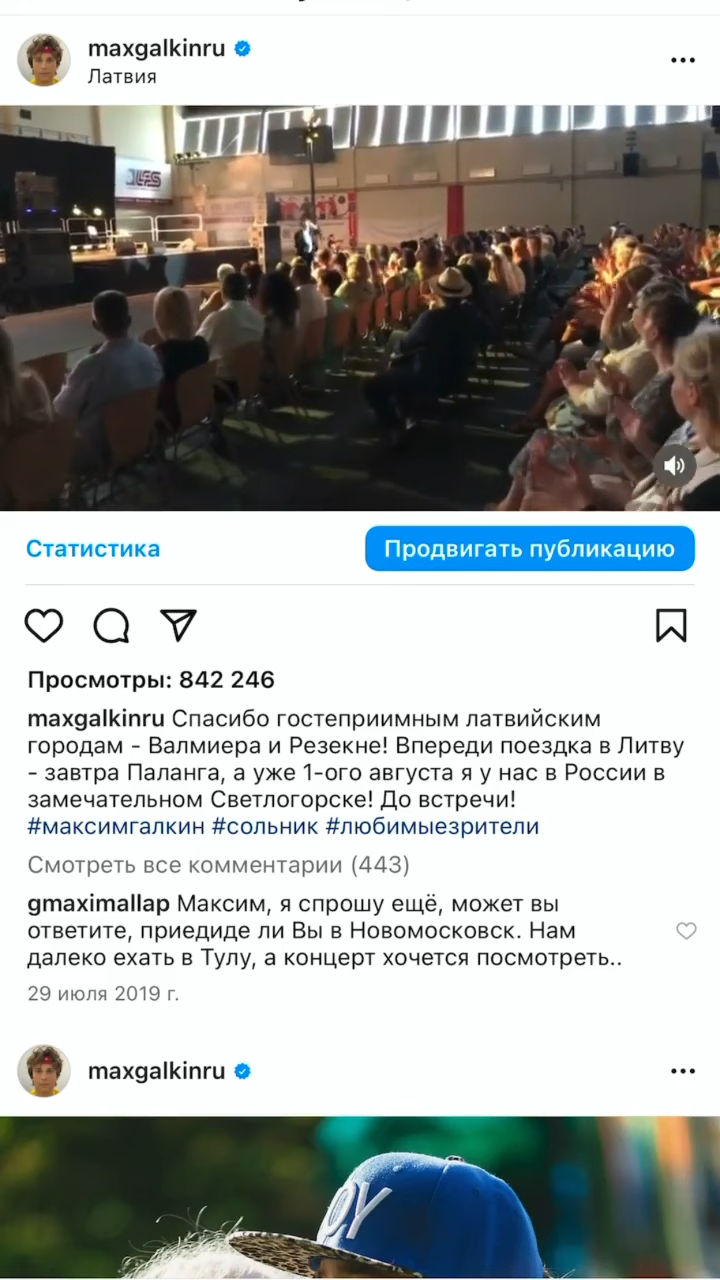 maxgalkinru
Латвия
LFS
Статистика
Продвигать публикацию
Просмотры: 842 246
maxgalkinru Спасибо гостеприимным латвийским
городам - Валмиера и Резекне! Впереди поездка в Литву
- завтра Паланга, а уже 1-ого августа я у нас в России в
замечательном Светлогорске! До встречи!
#максимгалкин #сольник #любимыезрители
Смотреть все комментарии (443)
gmaximallap Максим, я спрошу ещё, может вы
ответите, приедиде ли Вы в Новомосковск. Нам
далеко ехать в Тулу, а концерт хочется посмотреть..
29 июля 2019 г.
maxgalkinru
OY